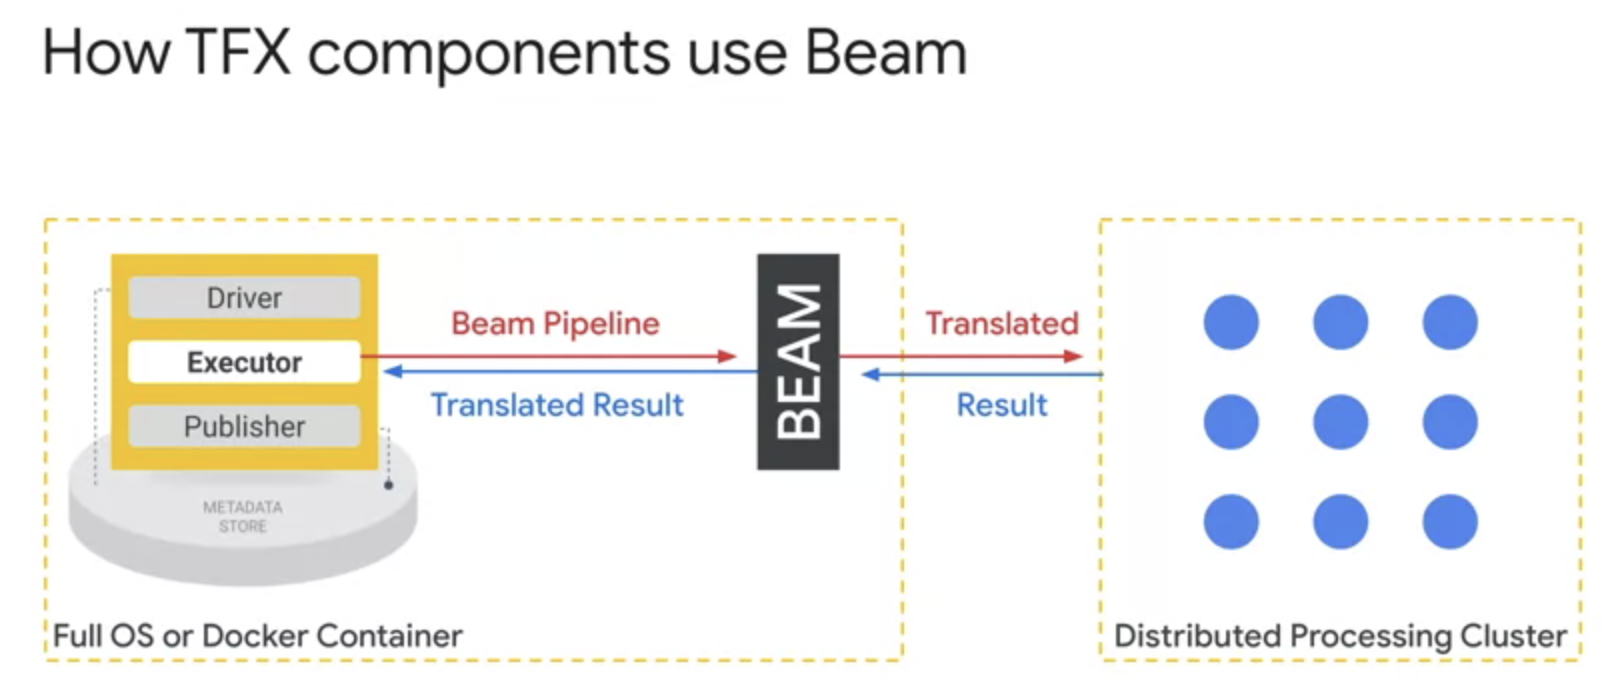 How TFX components use Beam
Driver
Executor
Publisher
METADATA
STORE
Full OS or Docker Container
Beam Pipeline
Translated Result
BEAM
Translated
Result
Distributed Processing Cluster